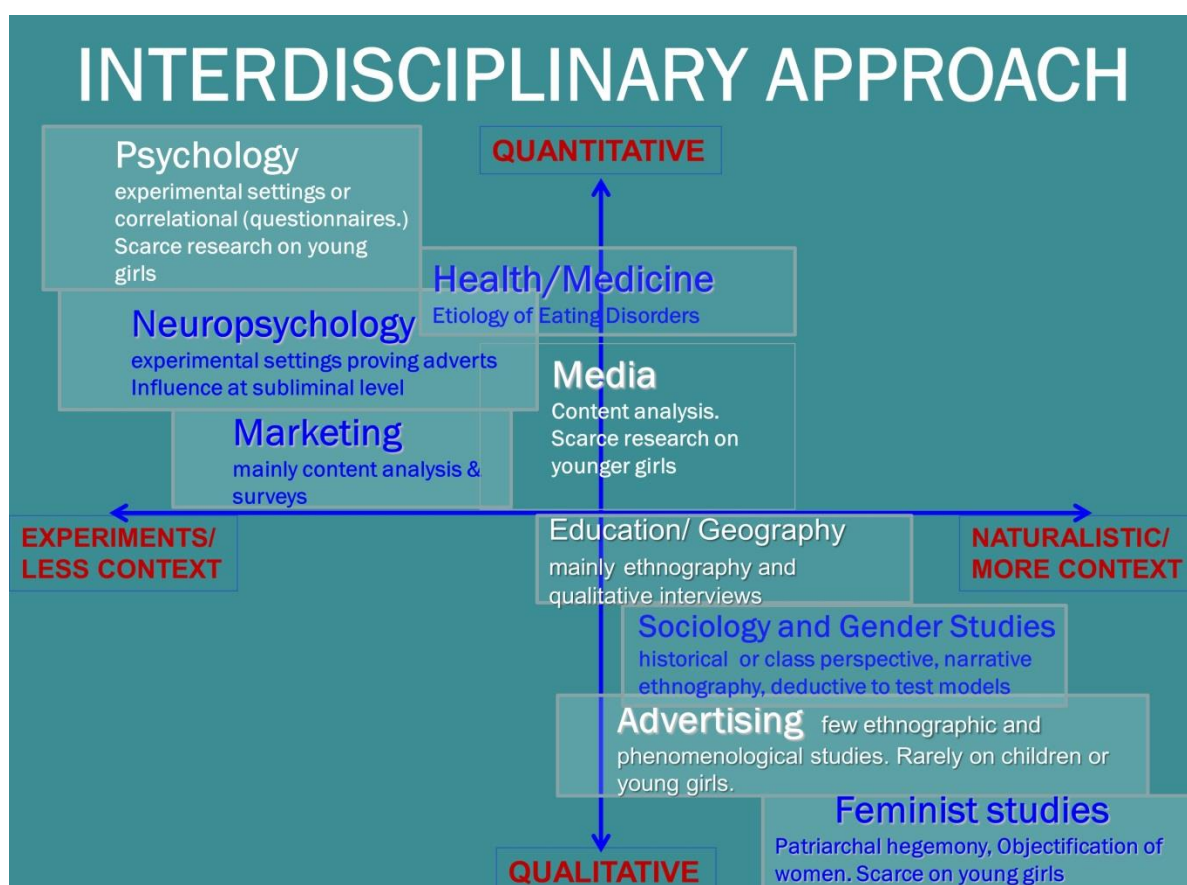 INTERDISCIPLINARY APPROACH
Psychology
experimental settings or
correlational (questionnaires.)
Scarce research on young
girls
QUANTITATIVE
Health/Medicine
Etiology of Eating Disorders
Neuropsychology
experimental settings proving adverts
Influence at subliminal level
Media
Content analysis.
Scarce research on
younger girls
Marketing
mainly content analysis &
surveys
EXPERIMENTS/
LESS CONTEXT
NATURALISTIC/
MORE CONTEXT
Education/ Geography
mainly ethnography and
qualitative interviews
Sociology and Gender Studies
historical or class perspective, narrative
ethnography, deductive to test models
Advertising few ethnographic and
phenomenological studies. Rarely on children or
young girls.
Feminist studies
Patriarchal hegemony, Objectification of
women. Scarce on young girls
QUALITATIVE